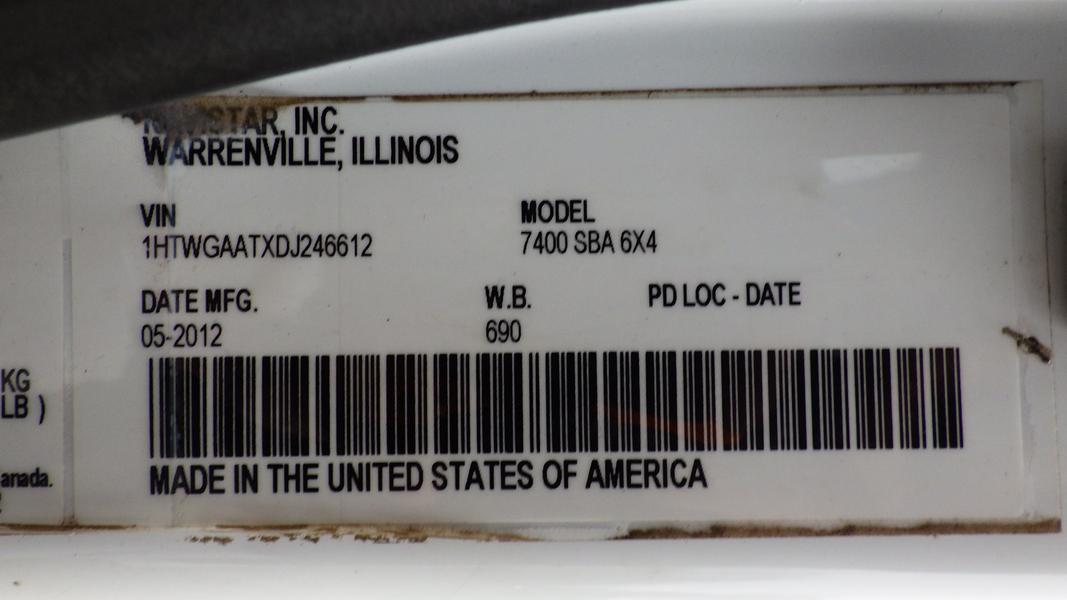 NAVISTAR, INC.
WARRENVILLE, ILLINOIS
VIN
MODEL
1HTWGAATXDJ246612
7400 SBA 6X4
DATE MFG.
W.B.
PD LOC - DATE
05-2012
690
KG
LB )
MADE IN THE UNITED STATES OF AMERICA
anada.